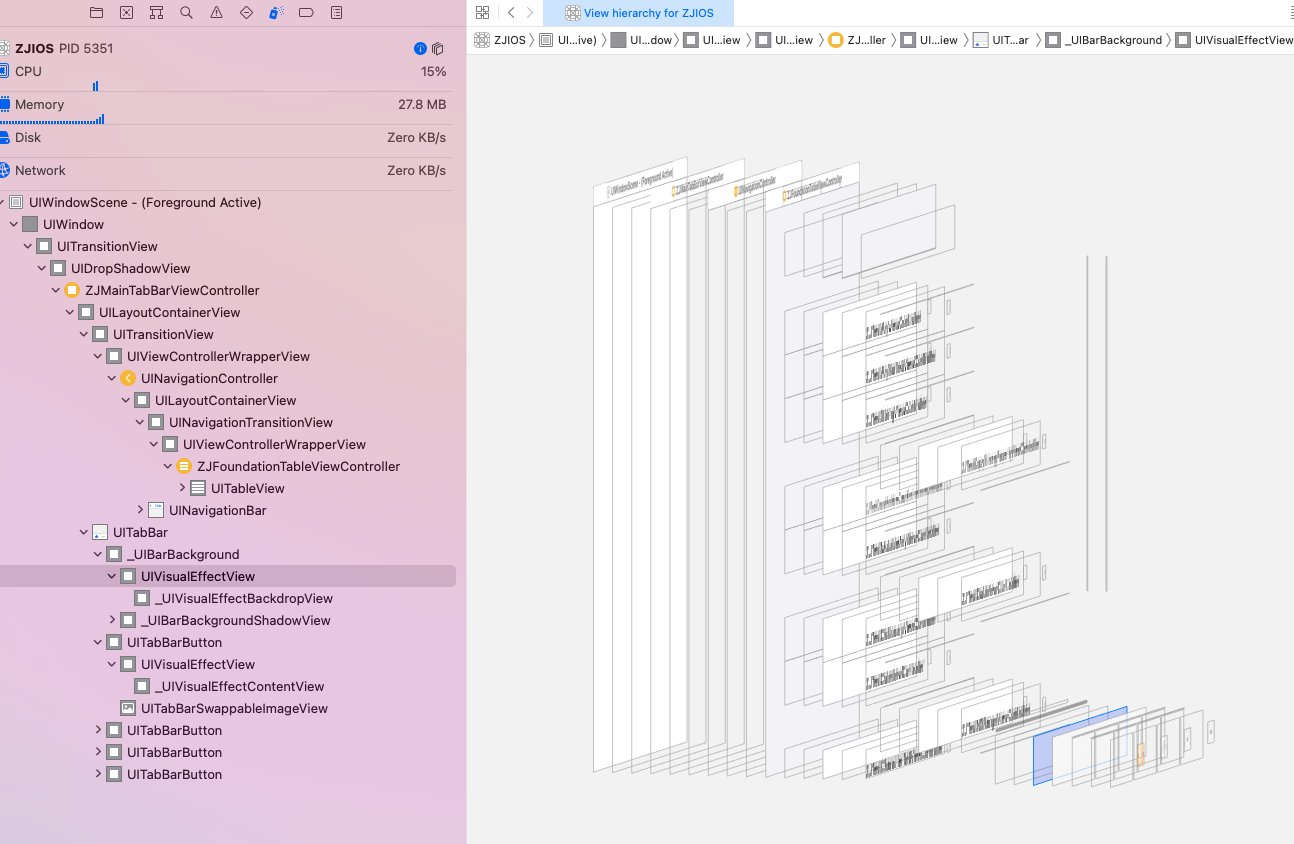 View hierarchy for ZJIOS
ZJIOS PID 5351
ZJIOS UI...ive) UI...dow UI...iew UI...iew ZJ...ller UI...iew UIT...ar _UIBarBackground UIVisualEffectView
CPU 15%
Memory 27.8 MB
Disk Zero KB/s
Network Zero KB/s
UIWindowScene - (Foreground Active)
UIWindow
UITransitionView
UIDropShadowView
ZJMainTabBarViewController
UILayoutContainerView
UITransitionView
UIViewControllerWrapperView
UINavigationController
UILayoutContainerView
UINavigationTransitionView
UIViewControllerWrapperView
ZJFoundationTableViewController
UITableView
UINavigationBar
UITabBar
_UIBarBackground
UIVisualEffectView
_UIVisualEffectBackdropView
_UIBarBackgroundShadowView
UITabBarButton
UIVisualEffectView
_UIVisualEffectContentView
UITabBarSwappableImageView
UITabBarButton
UITabBarButton
UITabBarButton
UIWindowScene - (Foreground Active)
ZJMainTabBarViewController
UINavigationController
ZJFoundationTableViewController